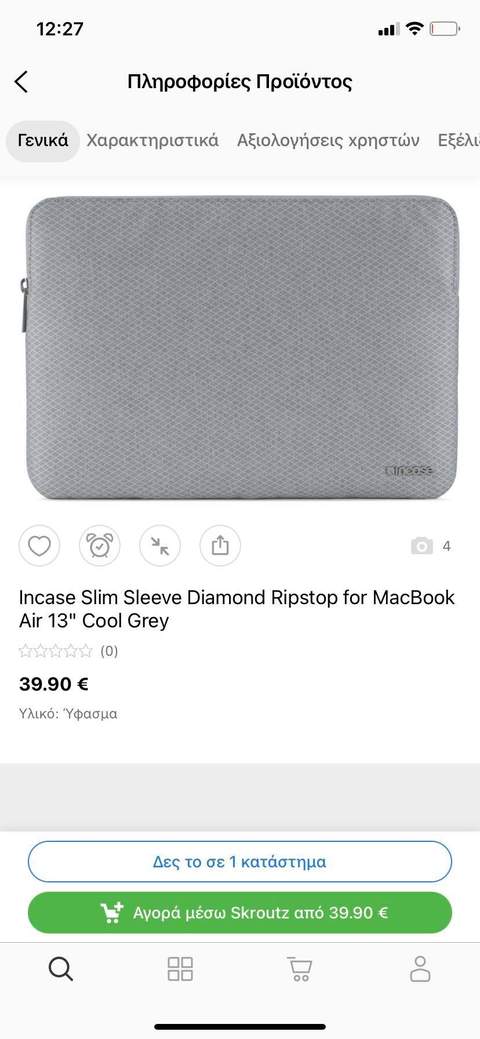 12:27
Πληροφορίες Προϊόντος
Γενικά Χαρακτηριστικά Αξιολογήσεις χρηστών Εξέλι
incase
4
Incase Slim Sleeve Diamond Ripstop for MacBook
Air 13" Cool Grey
(0)
39.90 €
Υλικό: Ύφασμα
Δες το σε 1 κατάστημα
Αγορά μέσω Skroutz από 39.90 €